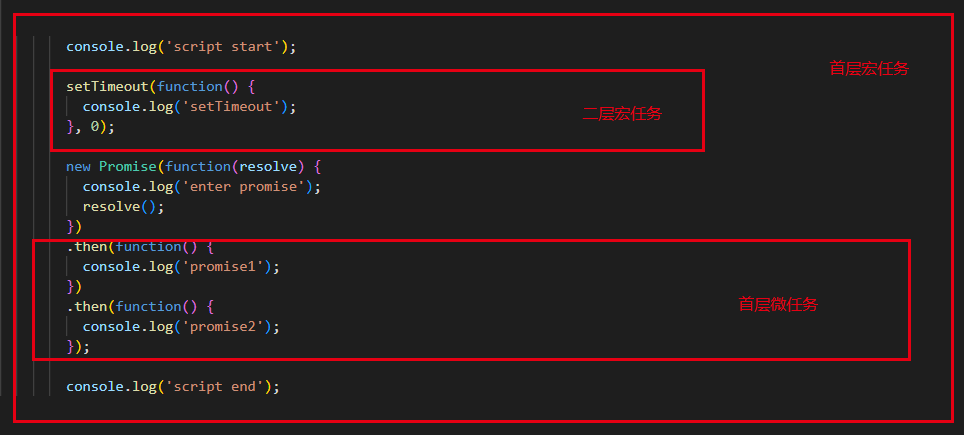 console.log('script start');
首层宏任务
setTimeout(function() {
console.log('setTimeout');
二层宏任务
}, 0);
new Promise(function(resolve) {
console.log('enter promise');
resolve();
})
.then(function() {
console.log('promise1');
})
.then(function() {
首层微任务
console.log('promise2');
});
console.log('script end');